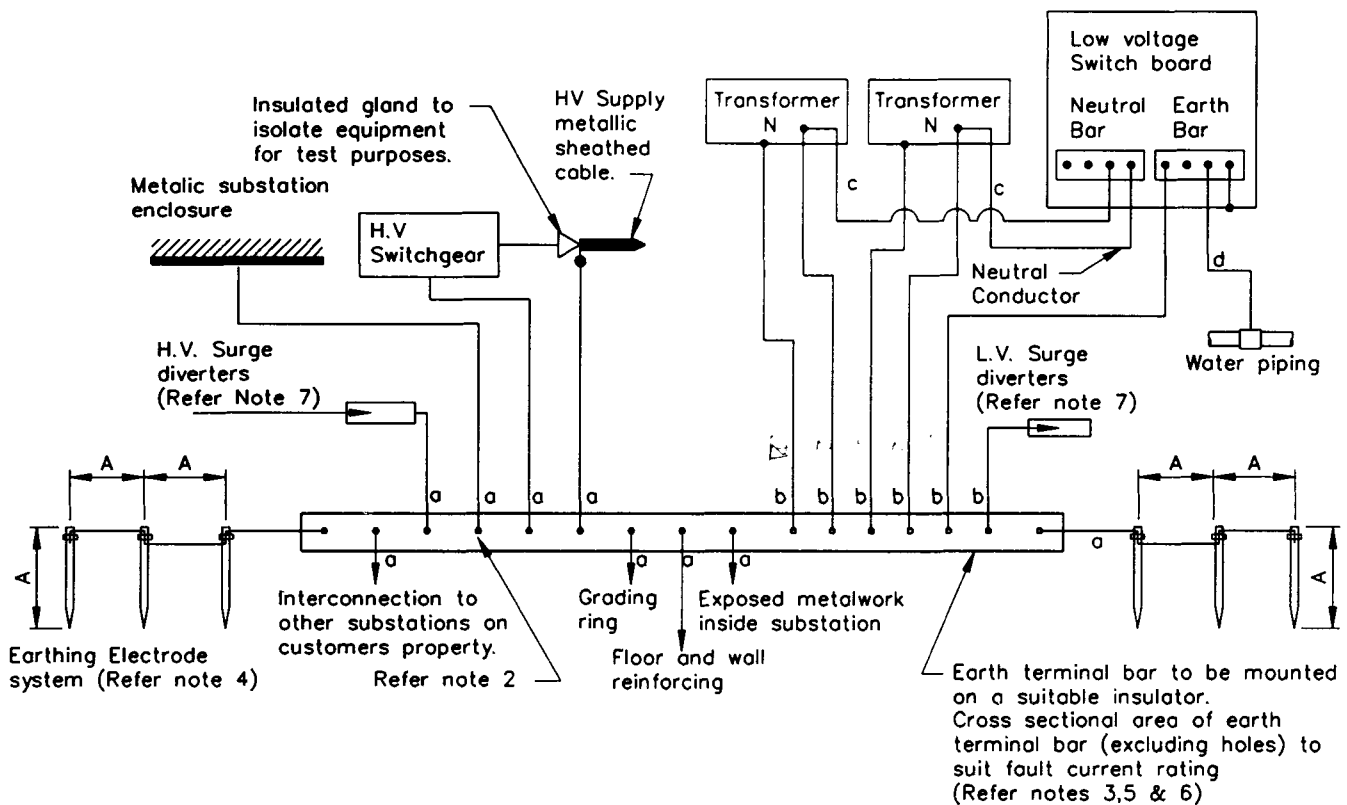 Low voltage
Switch board
Neutral
Bar
Earth
Bar
Transformer
N
Transformer
N
Insulated gland to
isolate equipment
for test purposes.
HV Supply
metallic
sheathed
cable.
Metalic substation
enclosure
H.V
Switchgear
c
c
d
Neutral
Conductor
Water piping
H.V. Surge
diverters
(Refer Note 7)
L.V. Surge
diverters
(Refer note 7)
A
A
A
A
a
a
a
a
b
b
b
b
b
b
A
a
a
a
a
a
A
Interconnection to
other substations on
customers property.
Grading
ring
Exposed metalwork
inside substation
Floor and wall
reinforcing
Refer note 2
Earthing Electrode
system (Refer note 4)
Earth terminal bar to be mounted
on a suitable insulator.
Cross sectional area of earth
terminal bar (excluding holes) to
suit fault current rating
(Refer notes 3,5 & 6)